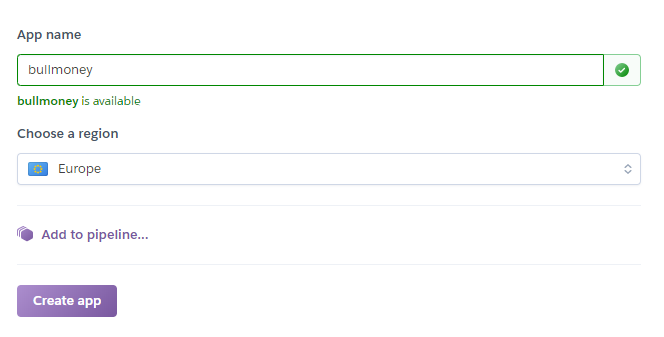 App name
bullmoney
bullmoney is available
Choose a region
Europe
Add to pipeline...
Create app